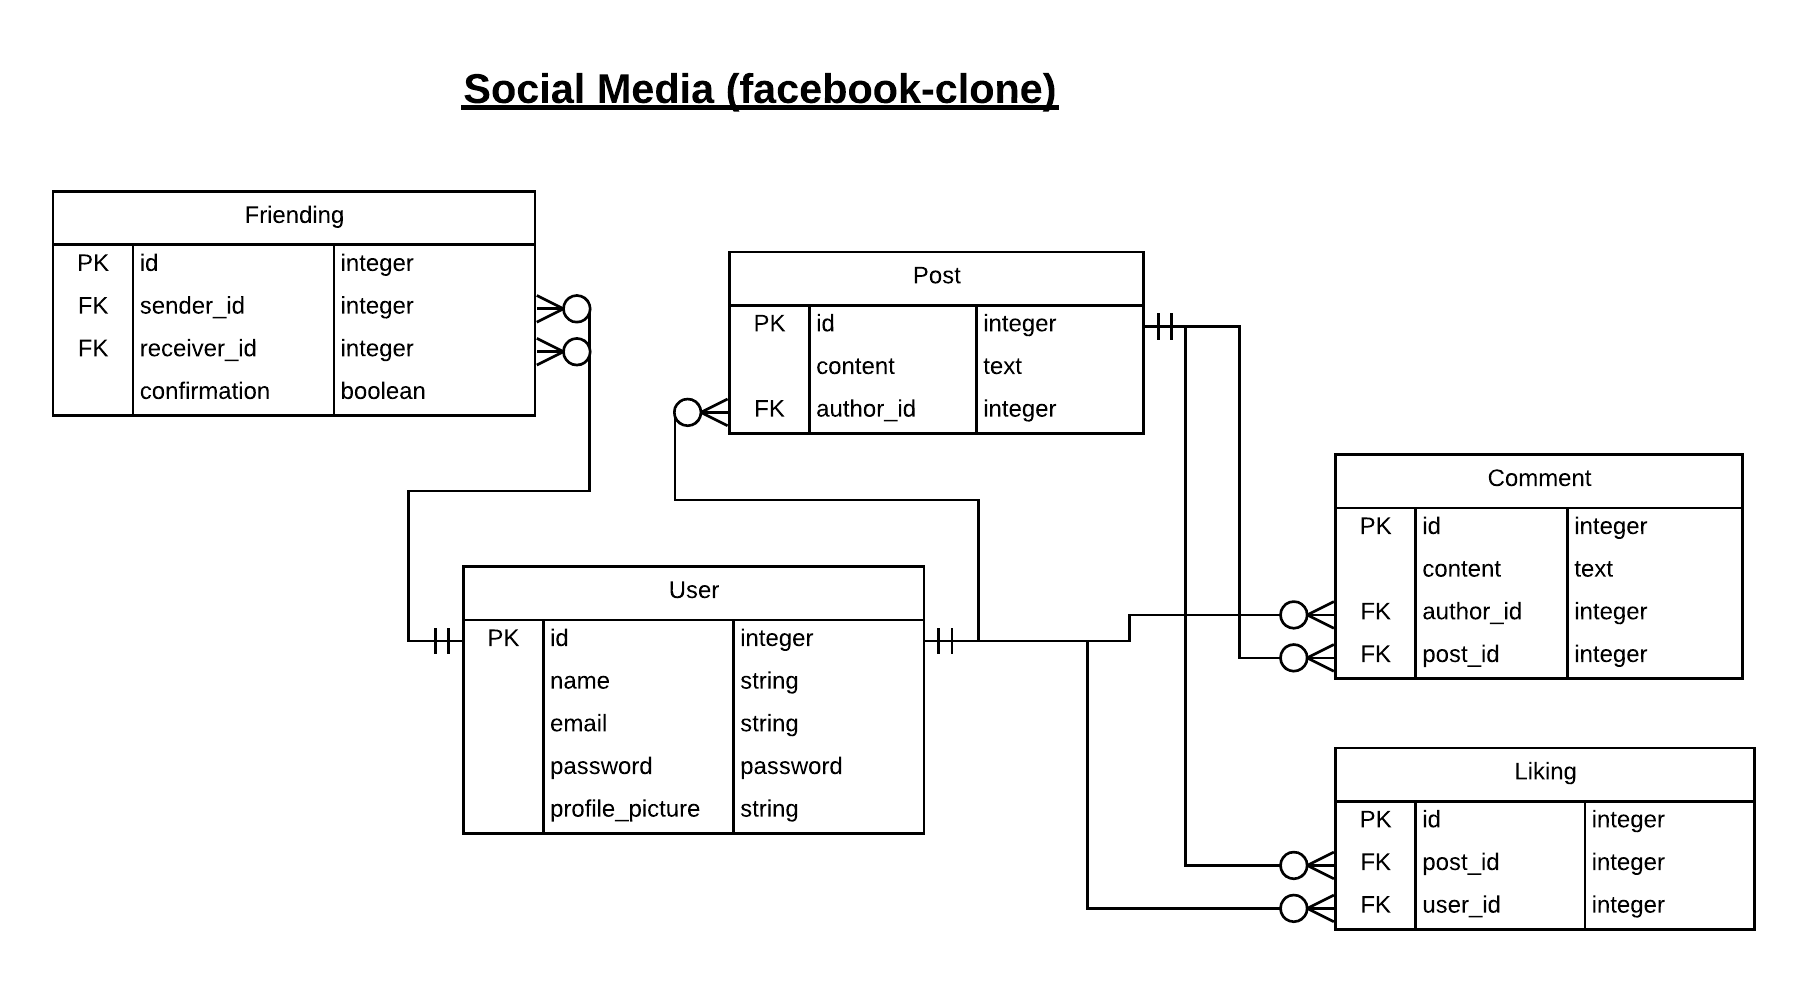 Social Media (facebook-clone)
Friending
PK id integer
FK sender_id integer
FK receiver_id integer
confirmation boolean
Post
PK id integer
content text
FK author_id integer
Comment
PK id integer
content text
FK author_id integer
FK post_id integer
User
PK id integer
name string
email string
password password
profile_picture string
Liking
PK id integer
FK post_id integer
FK user_id integer